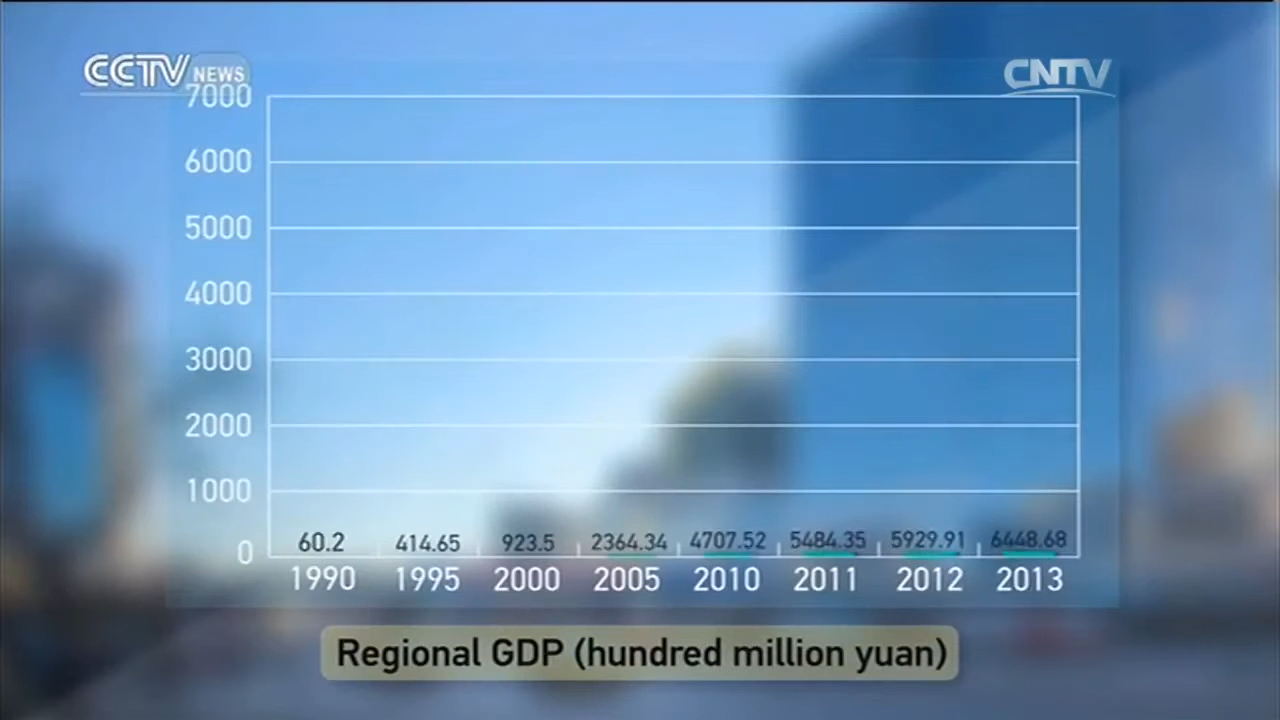 CCTV NEWS
CNTV
7000
6000
5000
4000
3000
2000
1000
0
60.2 414.65 923.5 2364.34 4707.52 5484.35 5929.91 6448.68
1990 1995 2000 2005 2010 2011 2012 2013
Regional GDP (hundred million yuan)